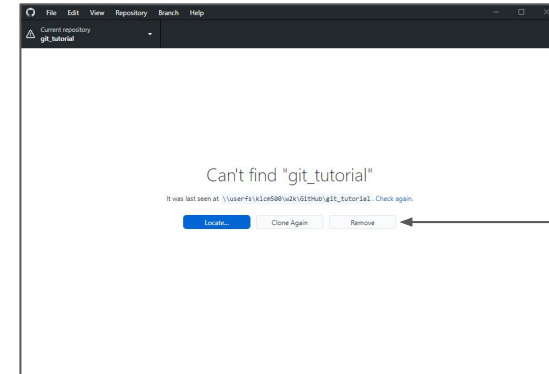 File Edit View Repository Branch Help
Current repository
git_tutorial
Can't find "git_tutorial"
It was last seen at \\userfs\klcm500\w2k\GitHub\git_tutorial. Check again.
Locate... Clone Again Remove